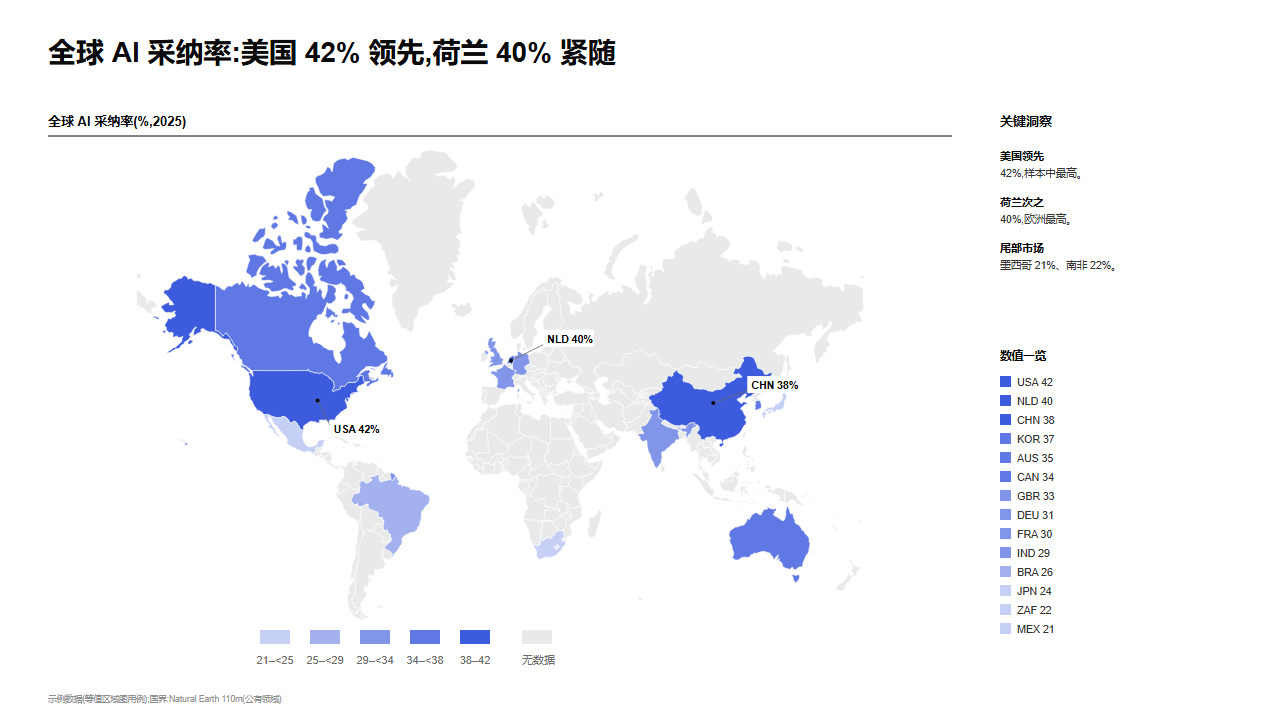 全球 AI 采纳率:美国 42% 领先,荷兰 40% 紧随
全球 AI 采纳率(%,2025)
NLD 40%
CHN 38%
USA 42%
21–<25
25–<29
29–<34
34–<38
38–42
无数据
关键洞察
美国领先
42%,样本中最高。
荷兰次之
40%,欧洲最高。
尾部市场
墨西哥 21%、南非 22%。
数值一览
USA 42
NLD 40
CHN 38
KOR 37
AUS 35
CAN 34
GBR 33
DEU 31
FRA 30
IND 29
BRA 26
JPN 24
ZAF 22
MEX 21
示例数据(等值区域图用例);国界:Natural Earth 110m(公有领域)